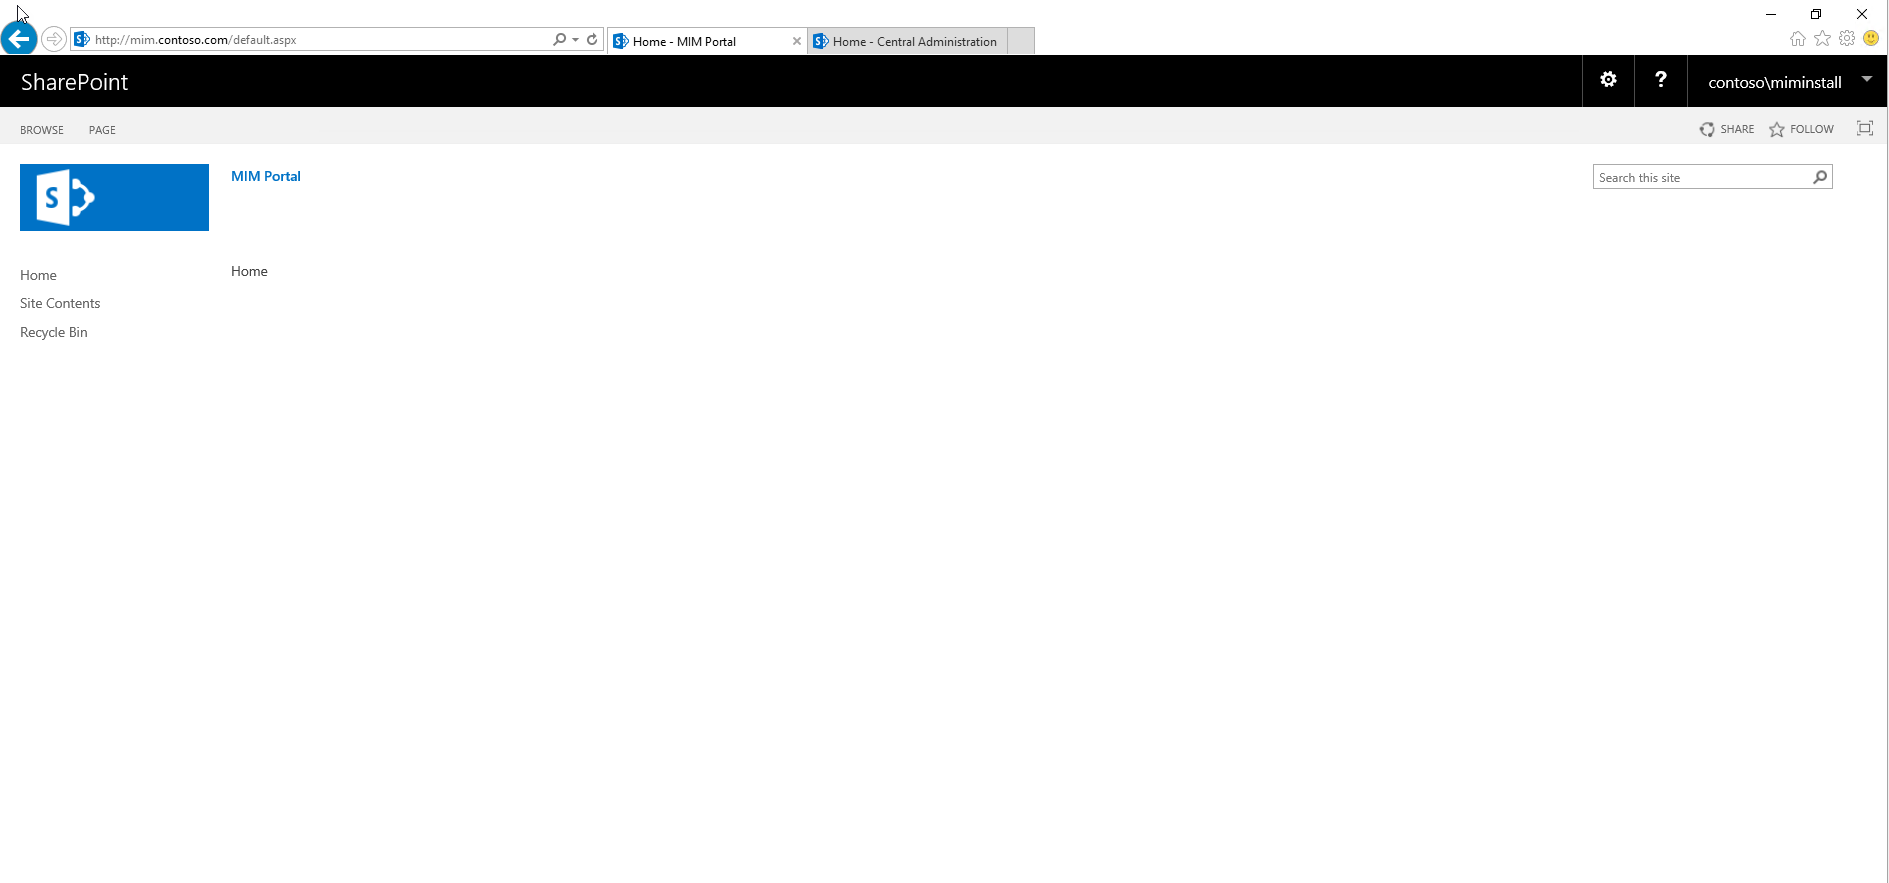 http://mim.contoso.com/default.aspx
Home - MIM Portal
Home - Central Administration
SharePoint
?
contoso\miminstall
BROWSE
PAGE
SHARE
FOLLOW
S
MIM Portal
Search this site
Home
Home
Site Contents
Recycle Bin